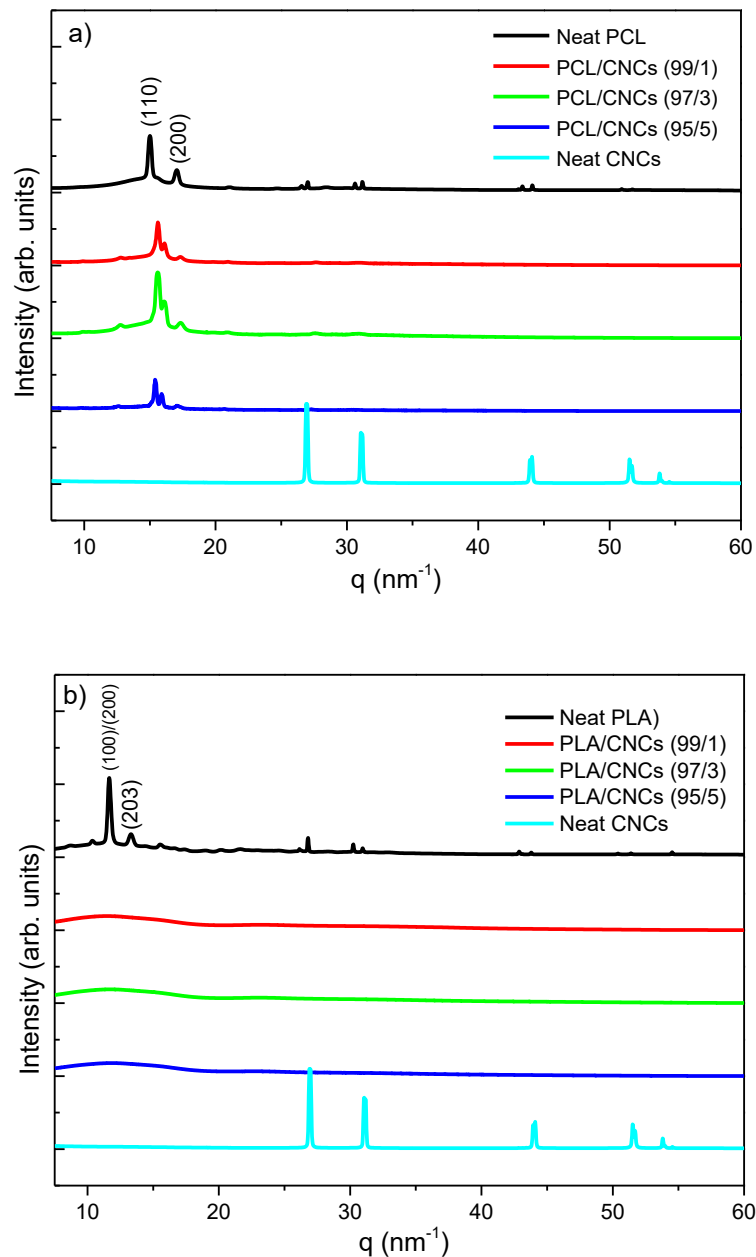 a)
Neat PCL
PCL/CNCs (99/1)
PCL/CNCs (97/3)
PCL/CNCs (95/5)
Neat CNCs
(110)
(200)
Intensity (arb. units)
10 20 30 40 50 60
q (nm⁻¹)
b)
Neat PLA)
PLA/CNCs (99/1)
PLA/CNCs (97/3)
PLA/CNCs (95/5)
Neat CNCs
(100)/(200)
(203)
Intensity (arb. units)
10 20 30 40 50 60
q (nm⁻¹)